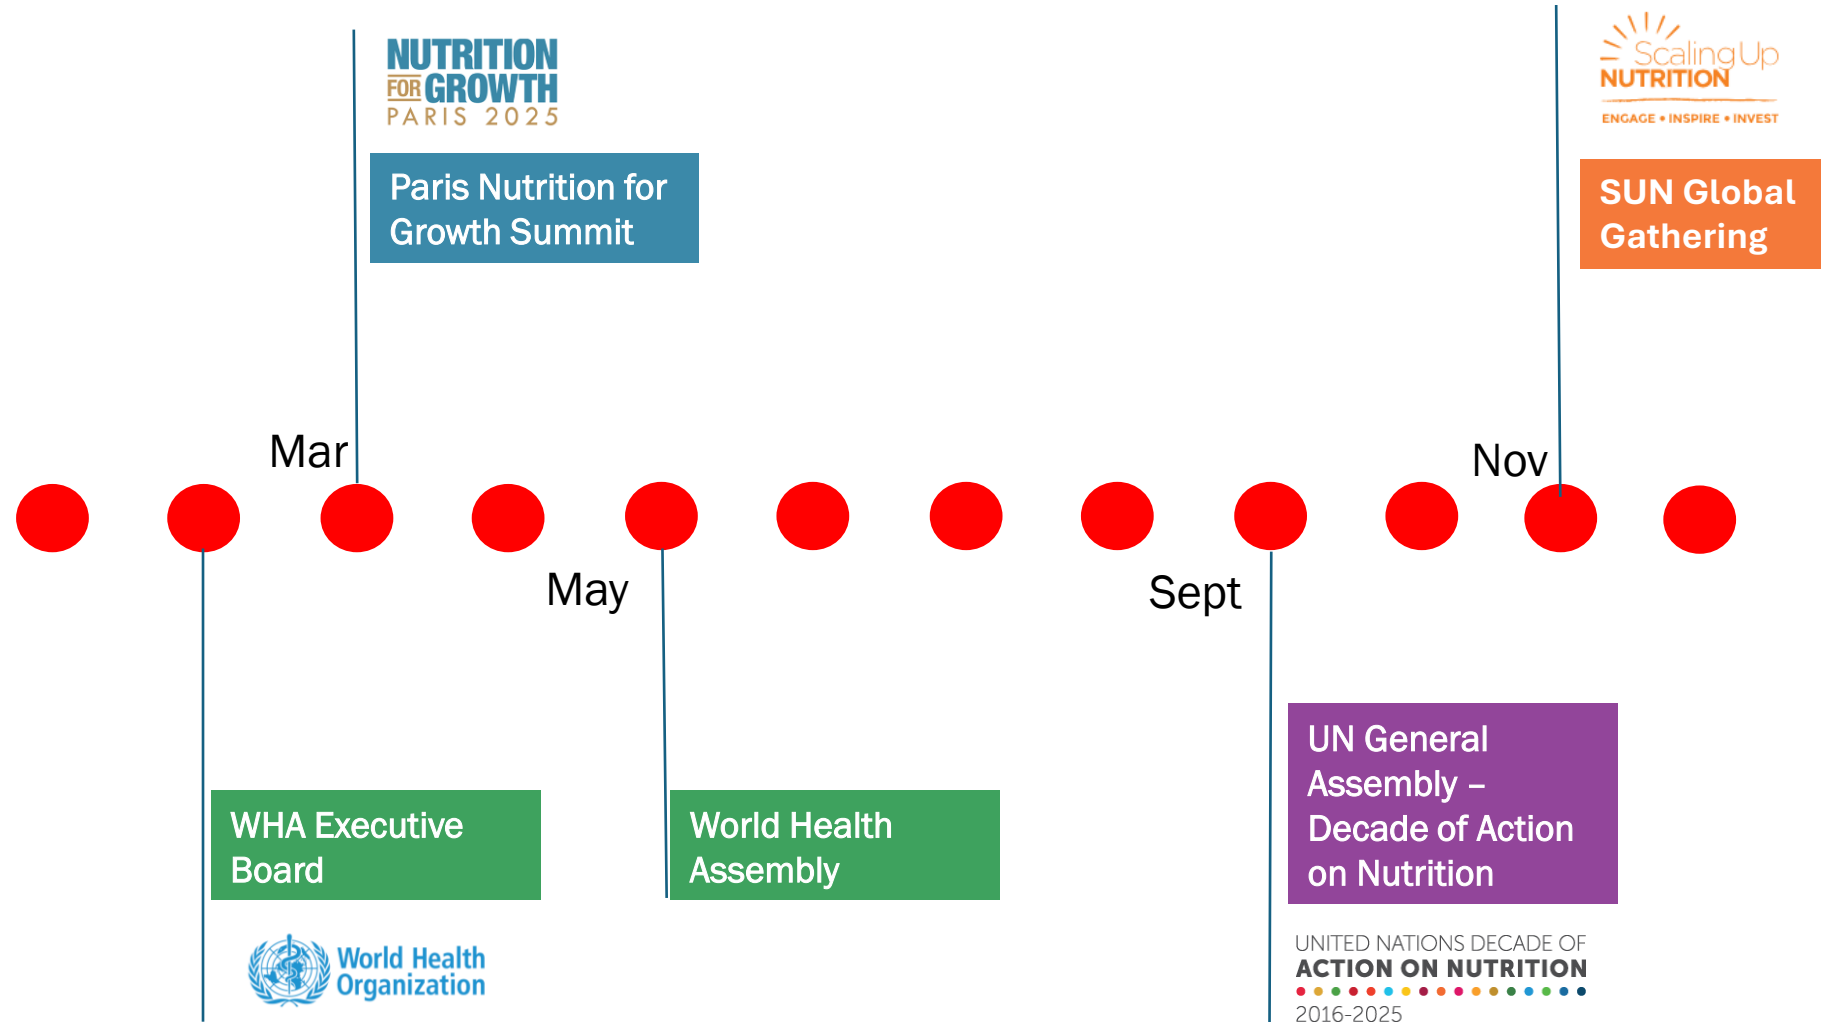 NUTRITION
FOR GROWTH
PARIS 2025
Paris Nutrition for
Growth Summit
Scaling Up
NUTRITION
ENGAGE • INSPIRE • INVEST
SUN Global
Gathering
Mar
Nov
May
Sept
WHA Executive
Board
World Health
Organization
World Health
Assembly
UN General
Assembly –
Decade of Action
on Nutrition
UNITED NATIONS DECADE OF
ACTION ON NUTRITION
2016-2025